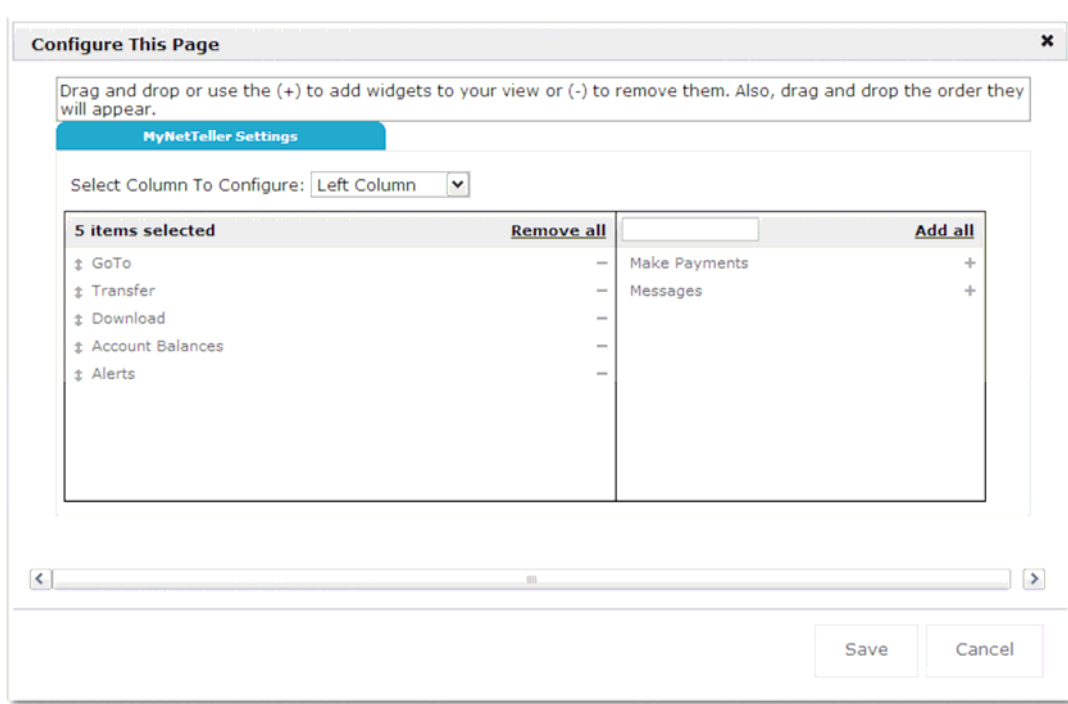 Configure This Page
Drag and drop or use the (+) to add widgets to your view or (-) to remove them. Also, drag and drop the order they
will appear.
MyNetTeller Settings
Select Column To Configure: Left Column
5 items selected Remove all Add all
GoTo − Make Payments +
Transfer − Messages +
Download −
Account Balances −
Alerts −
Save Cancel